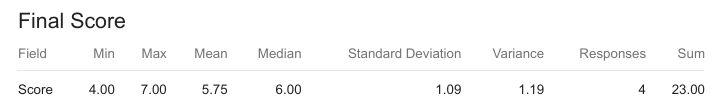 Final Score
Field Min Max Mean Median Standard Deviation Variance Responses Sum
Score 4.00 7.00 5.75 6.00 1.09 1.19 4 23.00